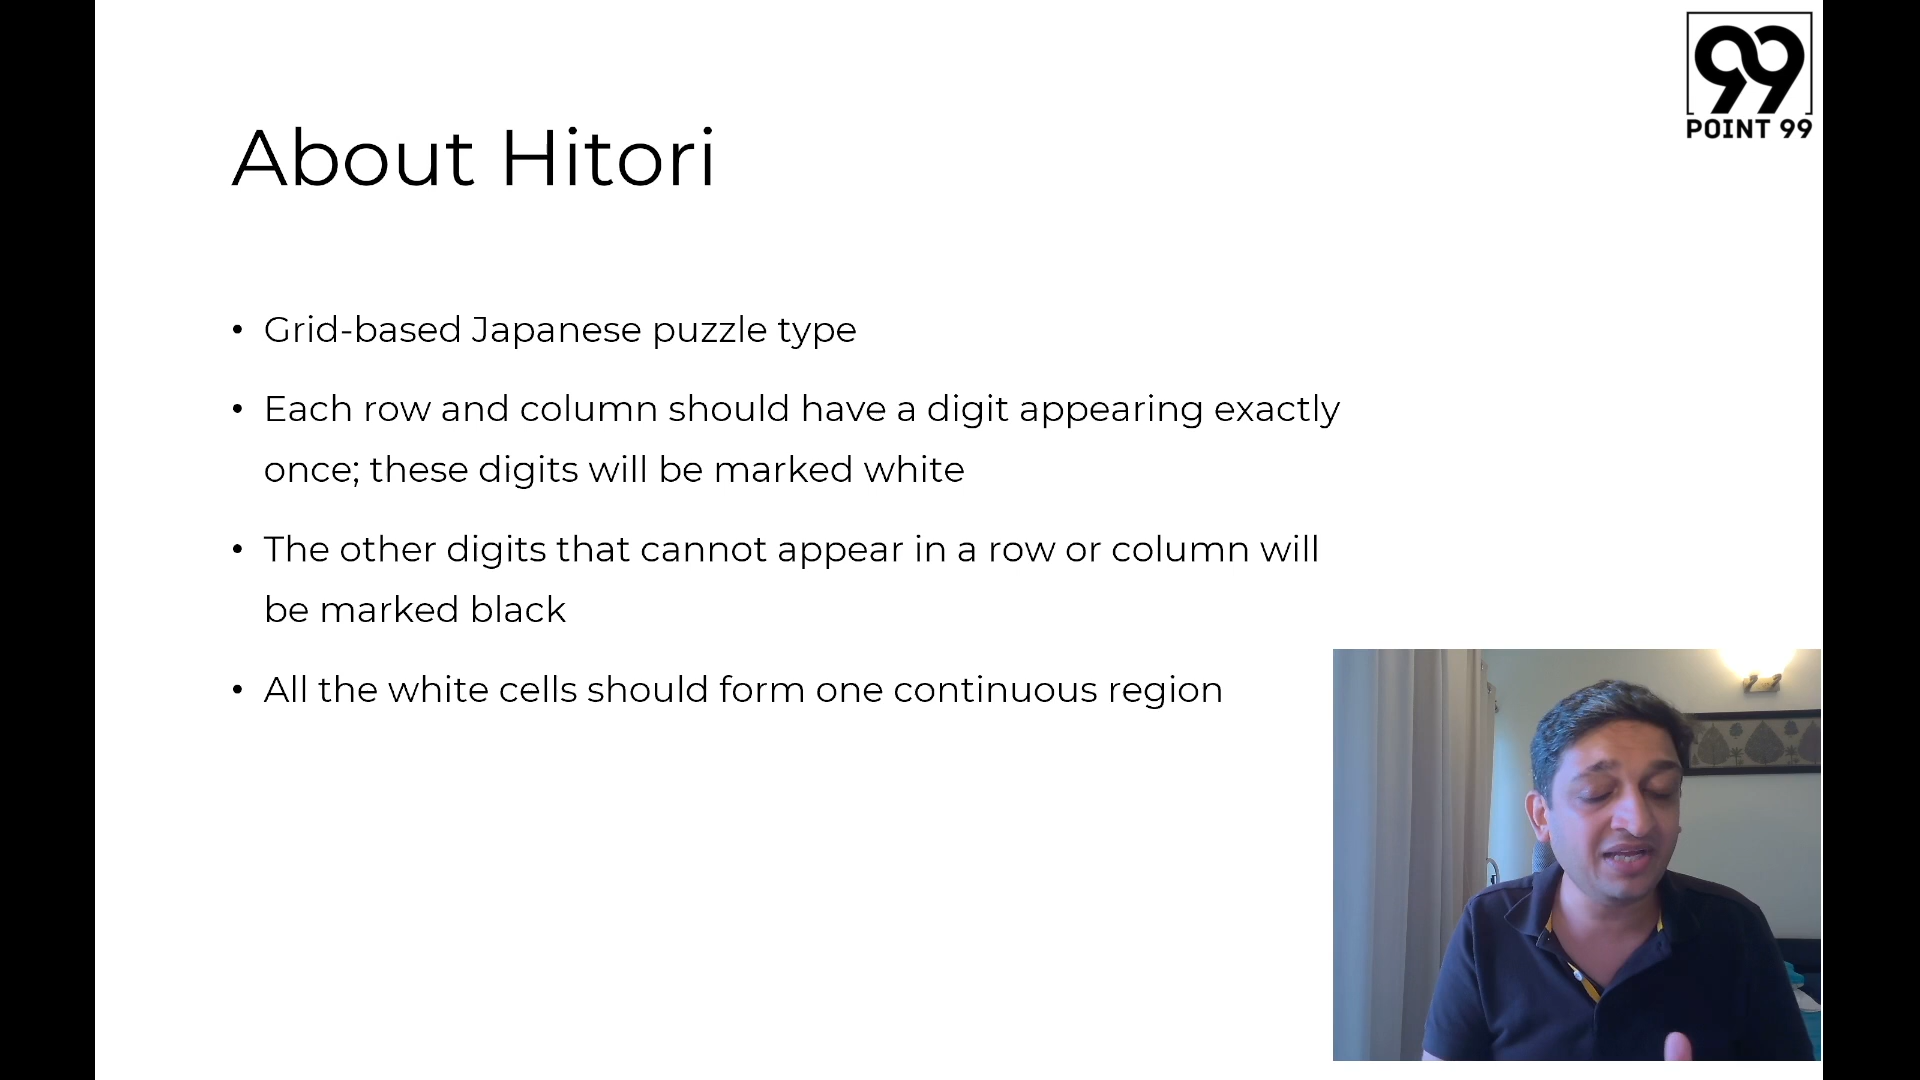 99
POINT 99
About Hitori
• Grid-based Japanese puzzle type
• Each row and column should have a digit appearing exactly
once; these digits will be marked white
• The other digits that cannot appear in a row or column will
be marked black
• All the white cells should form one continuous region